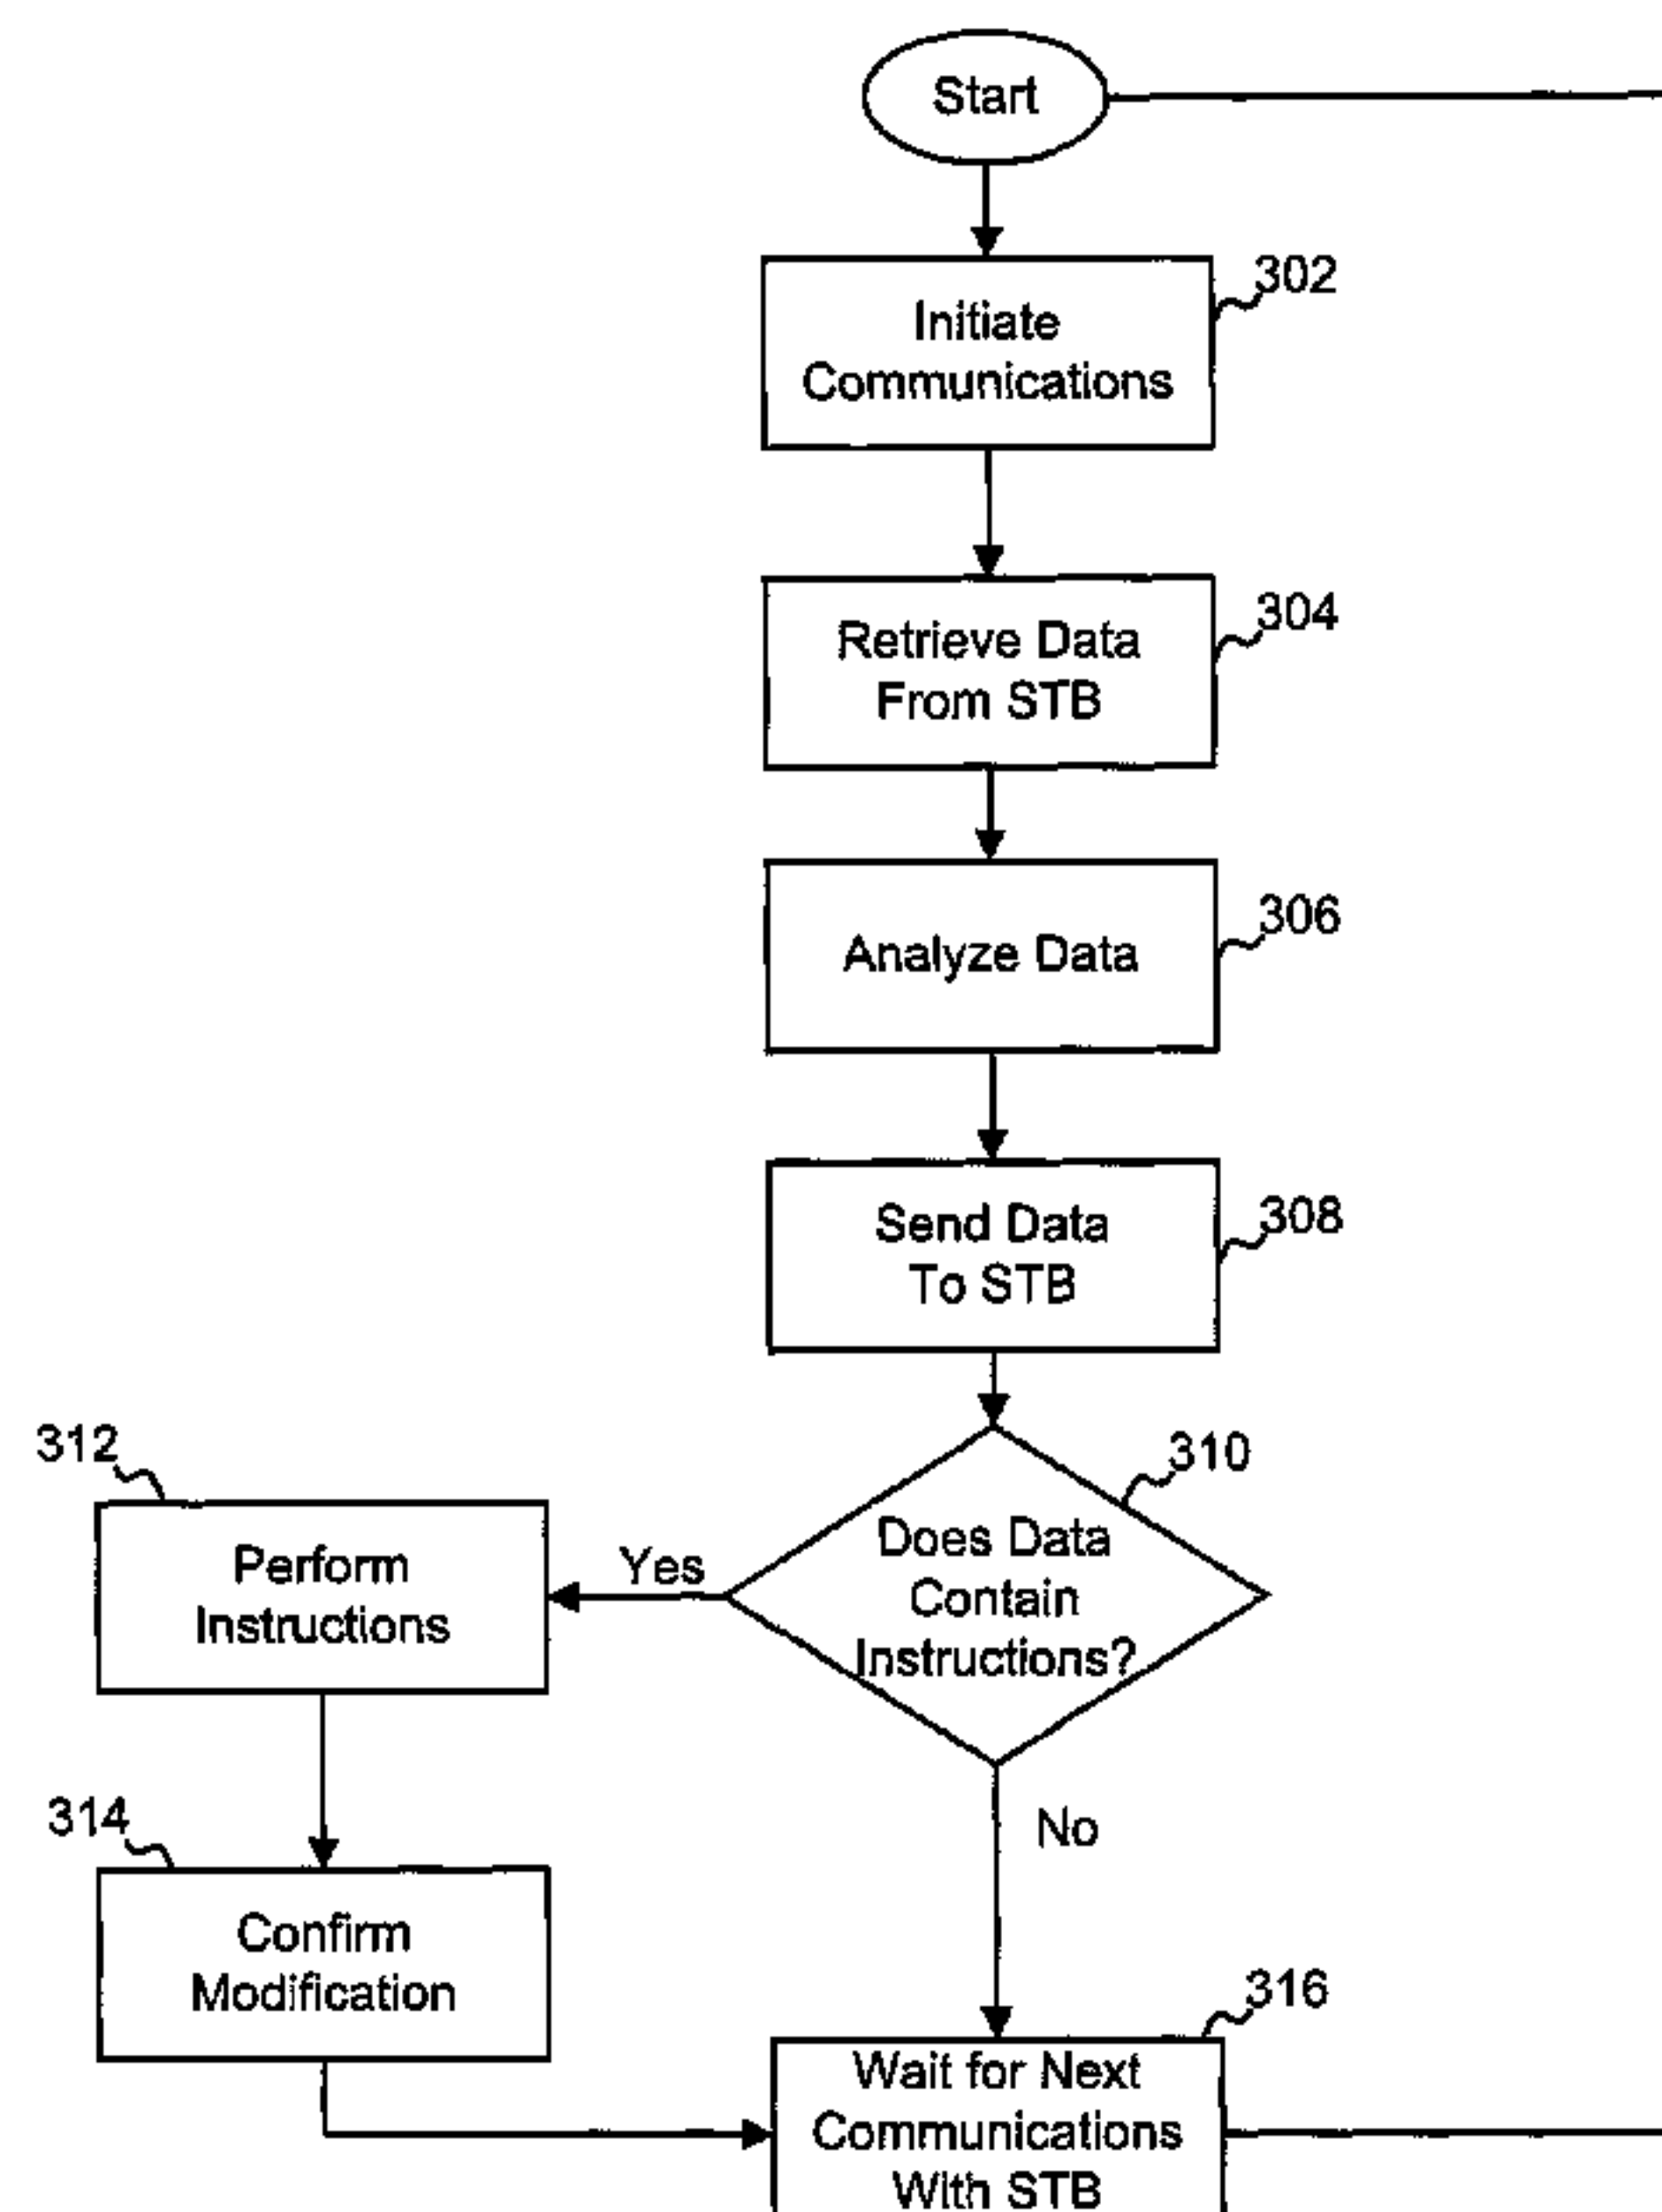 Start
302
Initiate
Communications
304
Retrieve Data
From STB
306
Analyze Data
308
Send Data
To STB
310
Does Data
Contain
Instructions?
Yes
312
Perform
Instructions
314
Confirm
Modification
No
316
Wait for Next
Communications
With STB